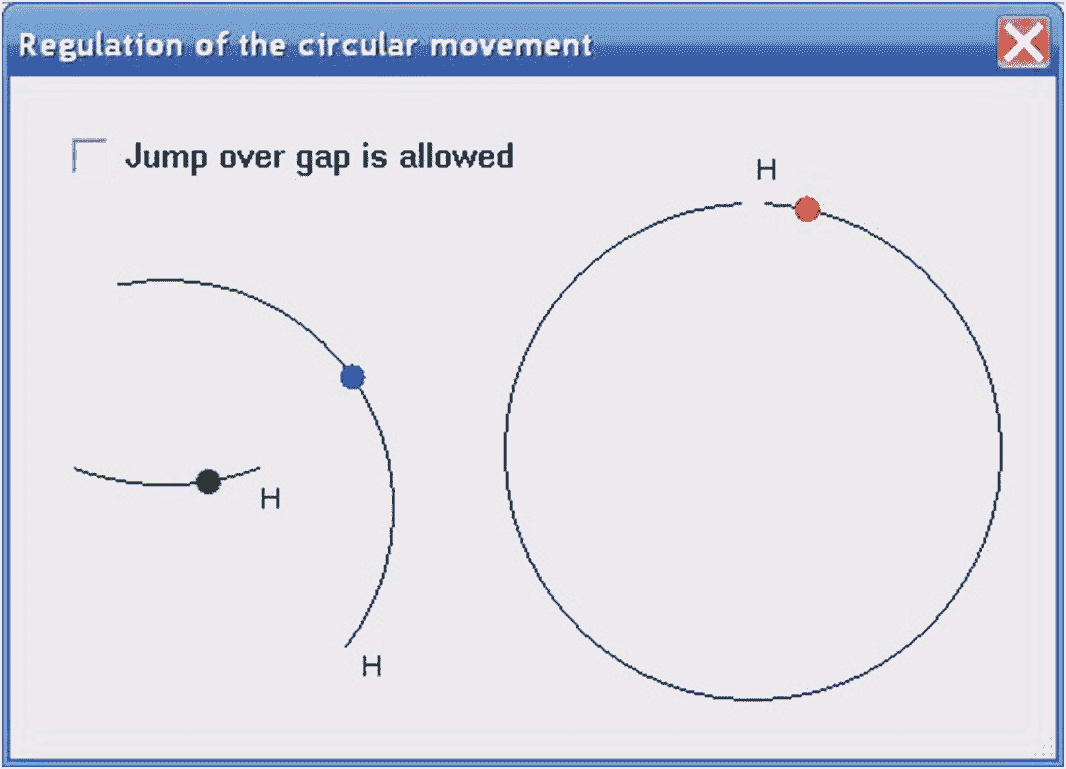 Regulation of the circular movement
Jump over gap is allowed
H
H
H